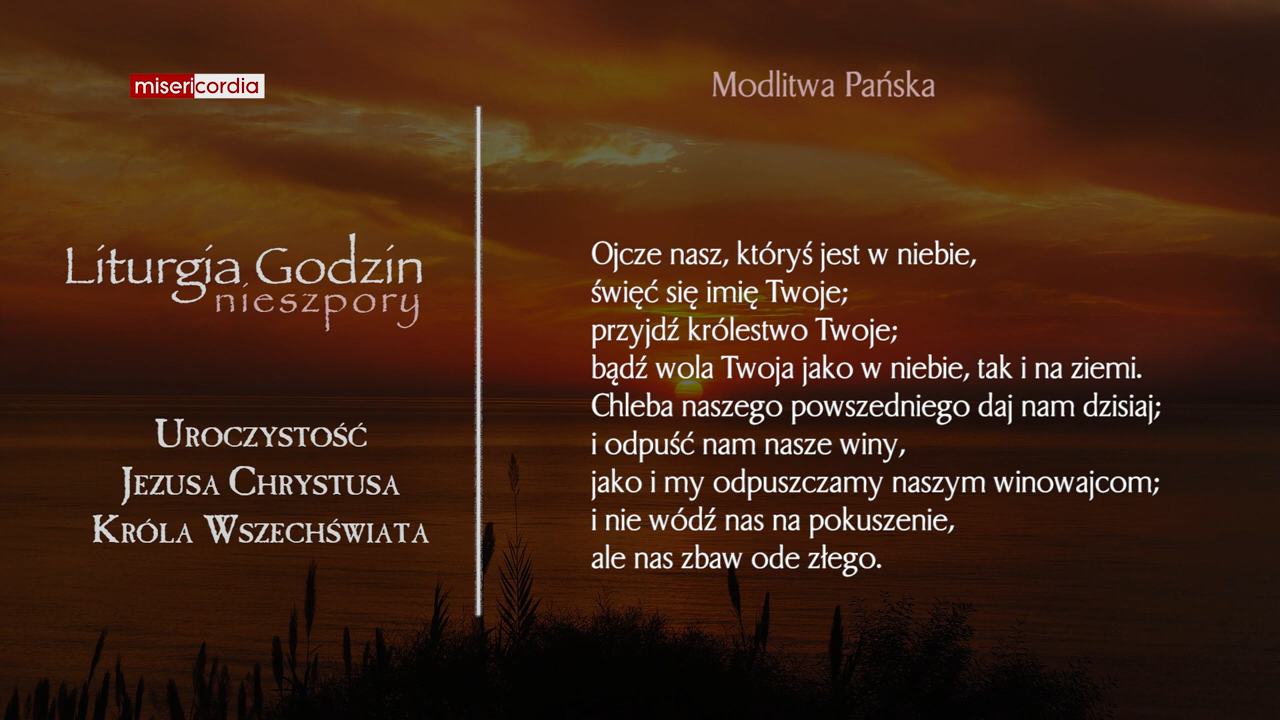 misericordia
Liturgia Godzin
nieszpory
Uroczystość
Jezusa Chrystusa
Króla Wszechświata
Modlitwa Pańska
Ojcze nasz, któryś jest w niebie,
święć się imię Twoje;
przyjdź królestwo Twoje;
bądź wola Twoja jako w niebie, tak i na ziemi.
Chleba naszego powszedniego daj nam dzisiaj;
i odpuść nam nasze winy,
jako i my odpuszczamy naszym winowajcom;
i nie wódź nas na pokuszenie,
ale nas zbaw ode złego.